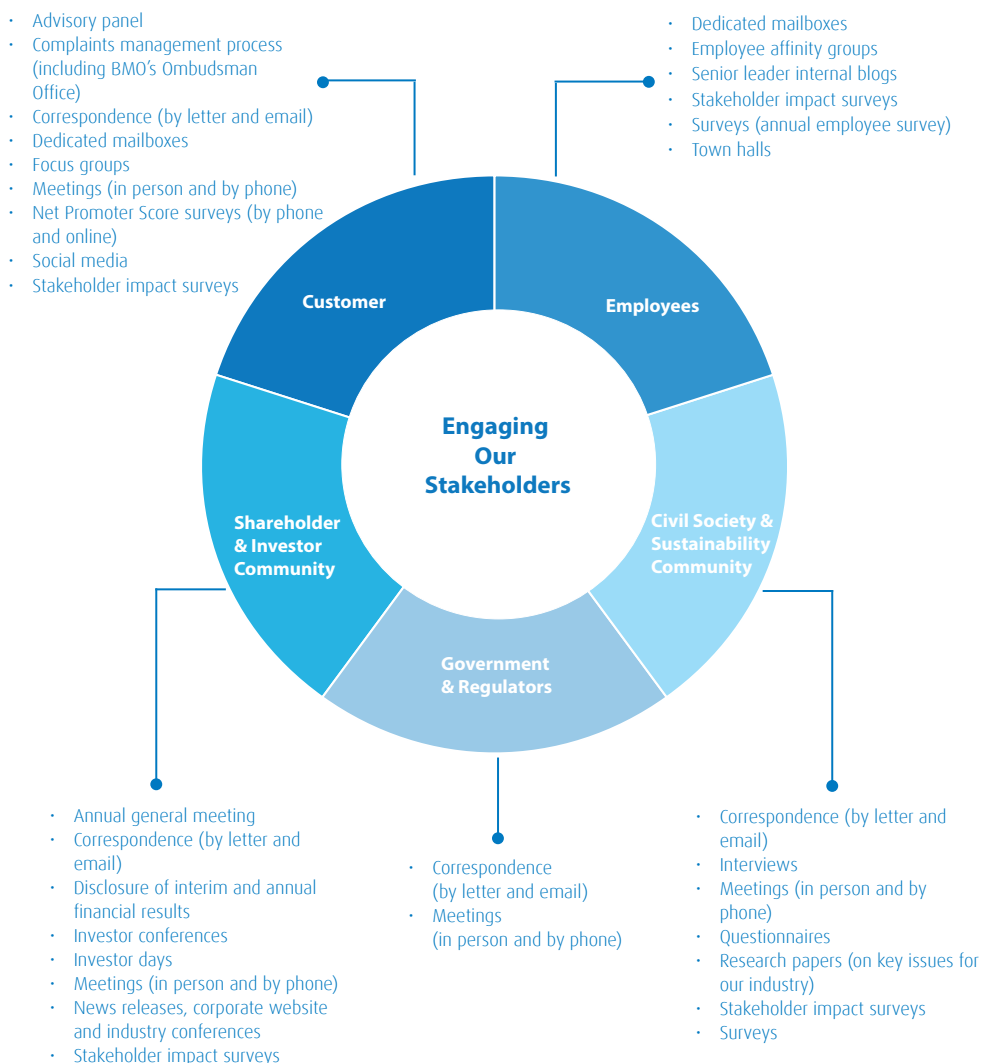 · Advisory panel
· Complaints management process
(including BMO's Ombudsman
Office)
· Correspondence (by letter and email)
· Dedicated mailboxes
· Focus groups
· Meetings (in person and by phone)
· Net Promoter Score surveys (by phone
and online)
· Social media
· Stakeholder impact surveys
· Dedicated mailboxes
· Employee affinity groups
· Senior leader internal blogs
· Stakeholder impact surveys
· Surveys (annual employee survey)
· Town halls
Customer
Employees
Engaging
Our
Stakeholders
Shareholder
& Investor
Community
Civil Society &
Sustainability
Community
Government
& Regulators
· Annual general meeting
· Correspondence (by letter and
email)
· Disclosure of interim and annual
financial results
· Investor conferences
· Investor days
· Meetings (in person and by phone)
· News releases, corporate website
and industry conferences
· Stakeholder impact surveys
· Correspondence
(by letter and email)
· Meetings
(in person and by phone)
· Correspondence (by letter and
email)
· Interviews
· Meetings (in person and by
phone)
· Questionnaires
· Research papers (on key issues for
our industry)
· Stakeholder impact surveys
· Surveys